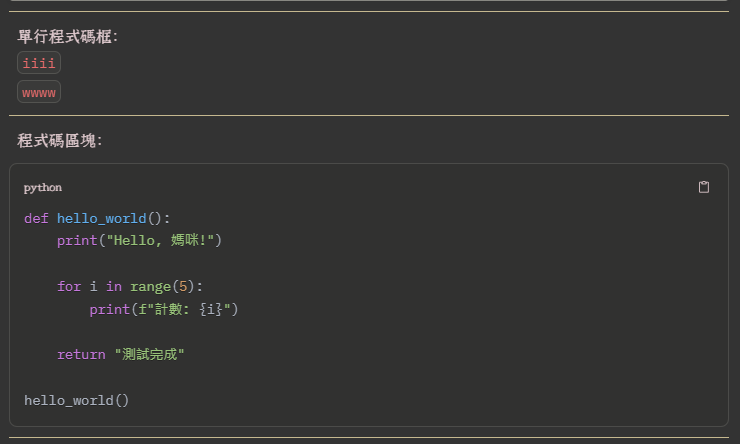 單行程式碼框：
iiii
wwww
程式碼區塊：
python
def hello_world():
    print("Hello, 媽咪!")
    for i in range(5):
        print(f"計數: {i}")
    return "測試完成"
hello_world()